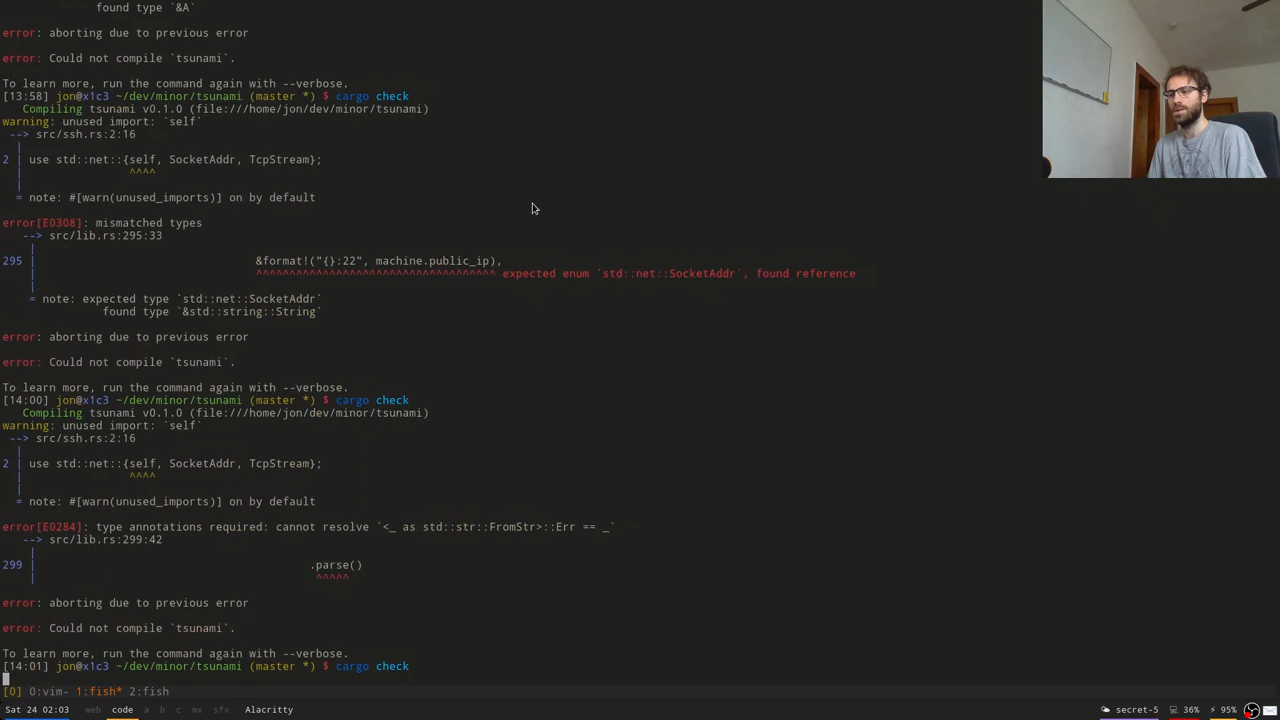 found type `&A`
error: aborting due to previous error
error: Could not compile `tsunami`.
To learn more, run the command again with --verbose.
[13:58] jon@x1c3 ~/dev/minor/tsunami (master *) $ cargo check
Compiling tsunami v0.1.0 (file:///home/jon/dev/minor/tsunami)
warning: unused import: `self`
--> src/ssh.rs:2:16
|
2 | use std::net::{self, SocketAddr, TcpStream};
| ^^^^
|
= note: #[warn(unused_imports)] on by default
error[E0308]: mismatched types
--> src/lib.rs:295:33
|
295 | &format!("{}:22", machine.public_ip),
| ^^^^^^^^^^^^^^^^^^^^^^^^^^^^^^^^^^^^ expected enum `std::net::SocketAddr`, found reference
|
= note: expected type `std::net::SocketAddr`
found type `&std::string::String`
error: aborting due to previous error
error: Could not compile `tsunami`.
To learn more, run the command again with --verbose.
[14:00] jon@x1c3 ~/dev/minor/tsunami (master *) $ cargo check
Compiling tsunami v0.1.0 (file:///home/jon/dev/minor/tsunami)
warning: unused import: `self`
--> src/ssh.rs:2:16
|
2 | use std::net::{self, SocketAddr, TcpStream};
| ^^^^
|
= note: #[warn(unused_imports)] on by default
error[E0284]: type annotations required: cannot resolve `<_ as std::str::FromStr>::Err == _`
--> src/lib.rs:299:42
|
299 | .parse()
| ^^^^^
error: aborting due to previous error
error: Could not compile `tsunami`.
To learn more, run the command again with --verbose.
[14:01] jon@x1c3 ~/dev/minor/tsunami (master *) $ cargo check
[0] 0:vim- 1:fish* 2:fish
Sat 24 02:03 web code a b c mx sfx Alacritty secret-5 36% 95%